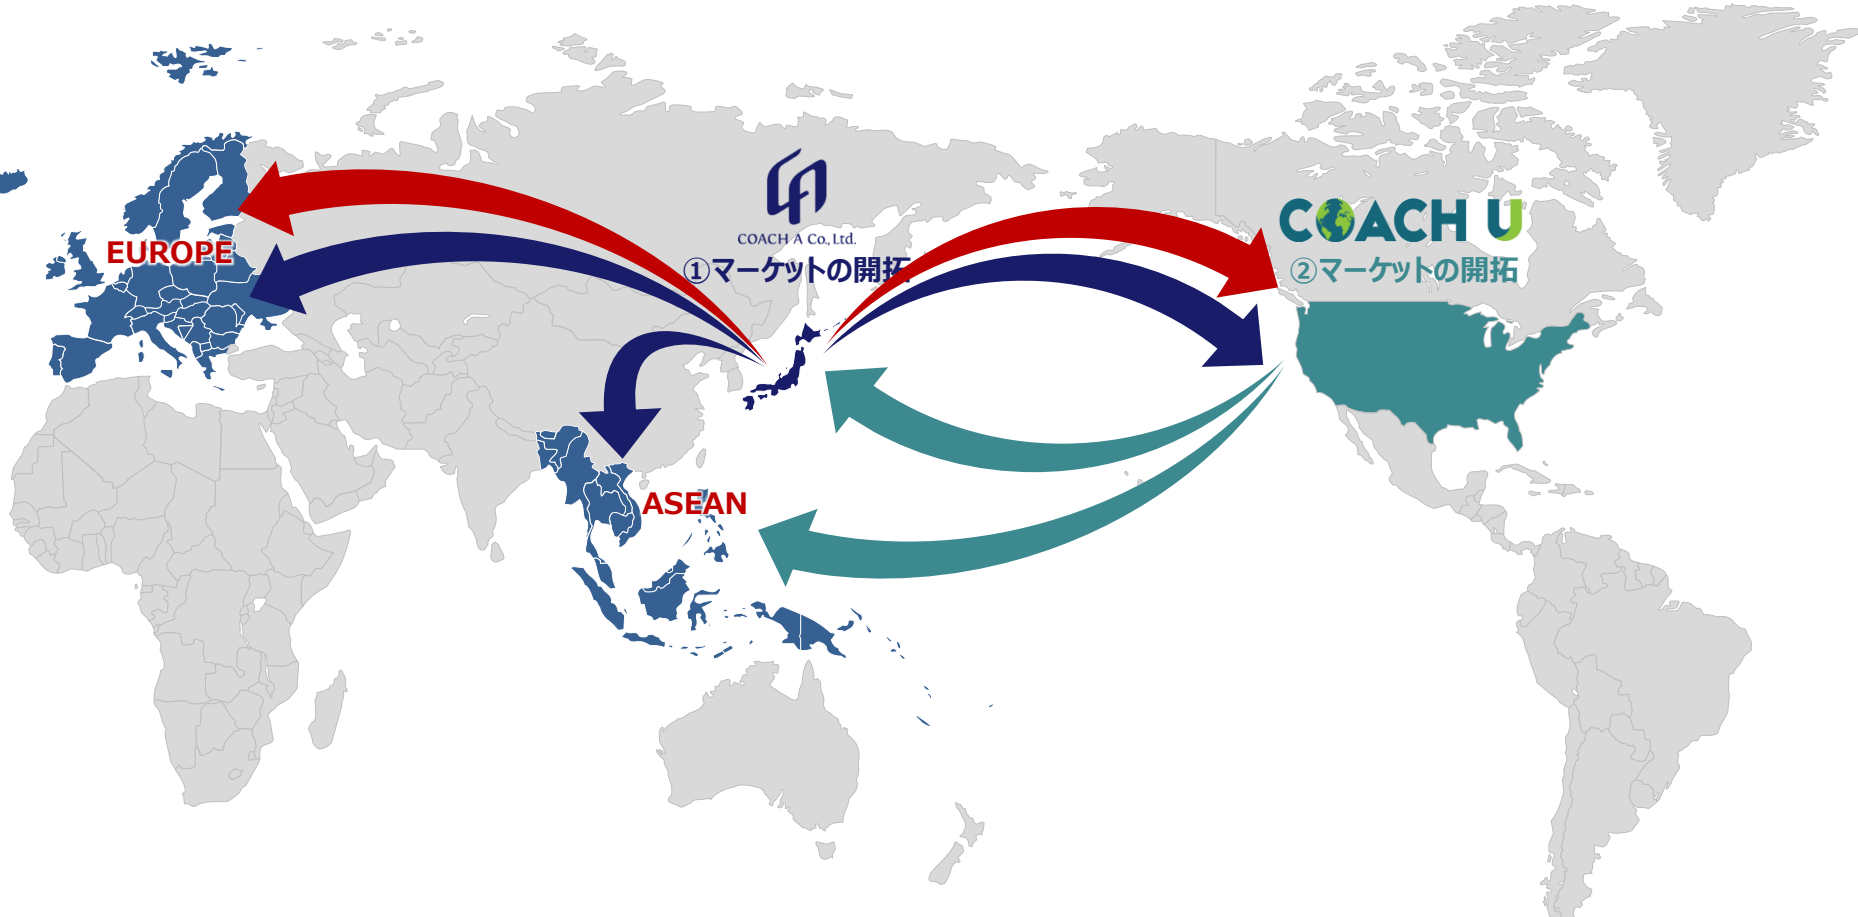 COACH A Co., Ltd.
①マーケットの開拓
COACH U
②マーケットの開拓
EUROPE
ASEAN